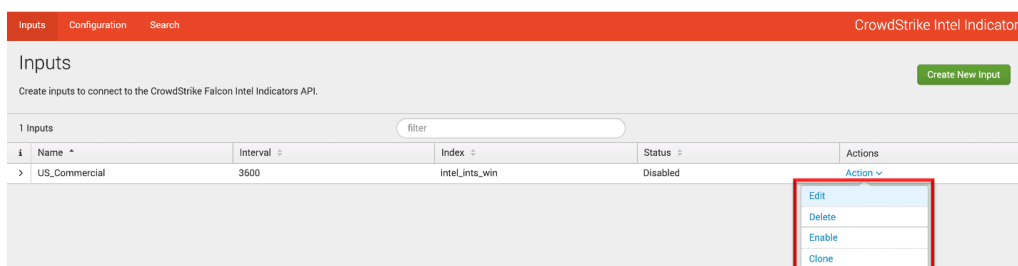 Inputs Configuration Search CrowdStrike Intel Indicator
Inputs
Create New Input
Create inputs to connect to the CrowdStrike Falcon Intel Indicators API.
1 Inputs filter
i Name Interval Index Status Actions
US_Commercial 3600 intel_ints_win Disabled Action
Edit
Delete
Enable
Clone